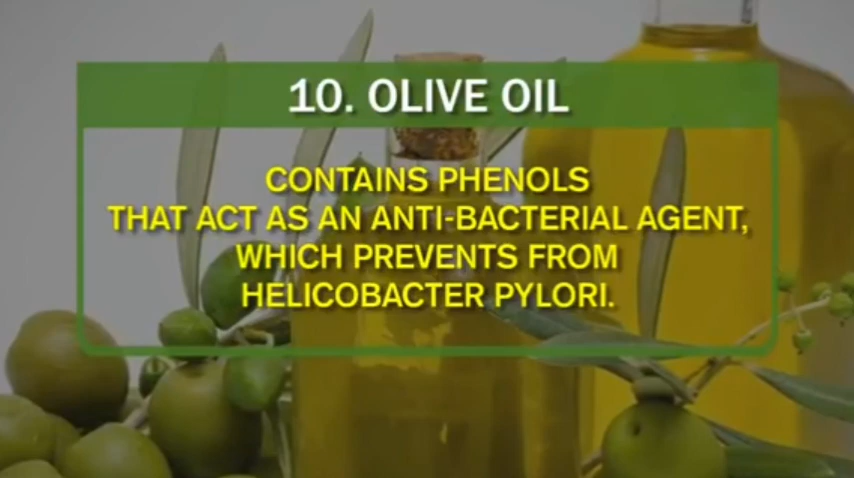 10. OLIVE OIL
CONTAINS PHENOLS
THAT ACT AS AN ANTI-BACTERIAL AGENT,
WHICH PREVENTS FROM
HELICOBACTER PYLORI.